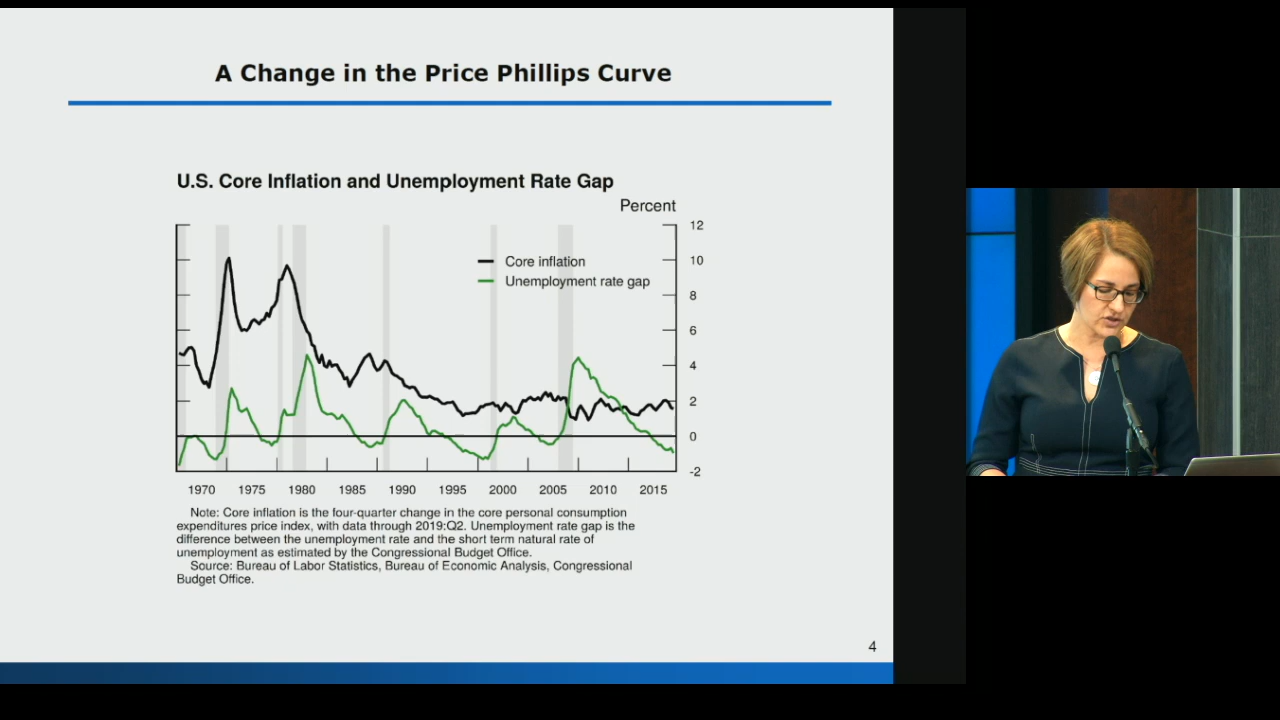 A Change in the Price Phillips Curve
U.S. Core Inflation and Unemployment Rate Gap
Percent
12
10
8
6
4
2
0
-2
Core inflation
Unemployment rate gap
1970 1975 1980 1985 1990 1995 2000 2005 2010 2015
Note: Core inflation is the four-quarter change in the core personal consumption
expenditures price index, with data through 2019:Q2. Unemployment rate gap is the
difference between the unemployment rate and the short term natural rate of
unemployment as estimated by the Congressional Budget Office.
Source: Bureau of Labor Statistics, Bureau of Economic Analysis, Congressional
Budget Office.
4